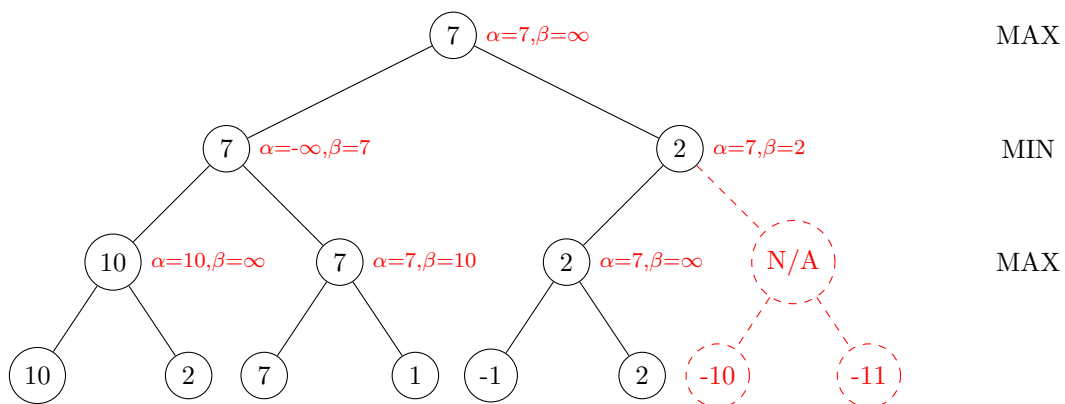 7 α=7,β=∞ MAX
7 α=-∞,β=7 2 α=7,β=2 MIN
10 α=10,β=∞ 7 α=7,β=10 2 α=7,β=∞ N/A MAX
10 2 7 1 -1 2 -10 -11